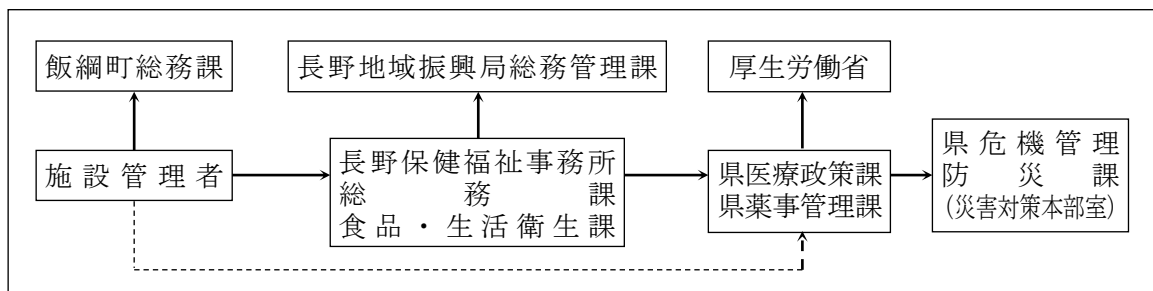 飯綱町総務課
長野地域振興局総務管理課
厚生労働省
施設管理者
長野保健福祉事務所
総務課
食品・生活衛生課
県医療政策課
県薬事管理課
県危機管理
防災課
(災害対策本部室)